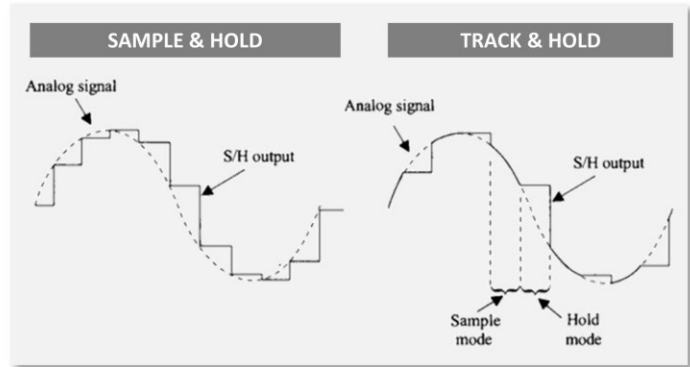 SAMPLE & HOLD
Analog signal
S/H output
TRACK & HOLD
Analog signal
S/H output
Sample
mode
Hold
mode